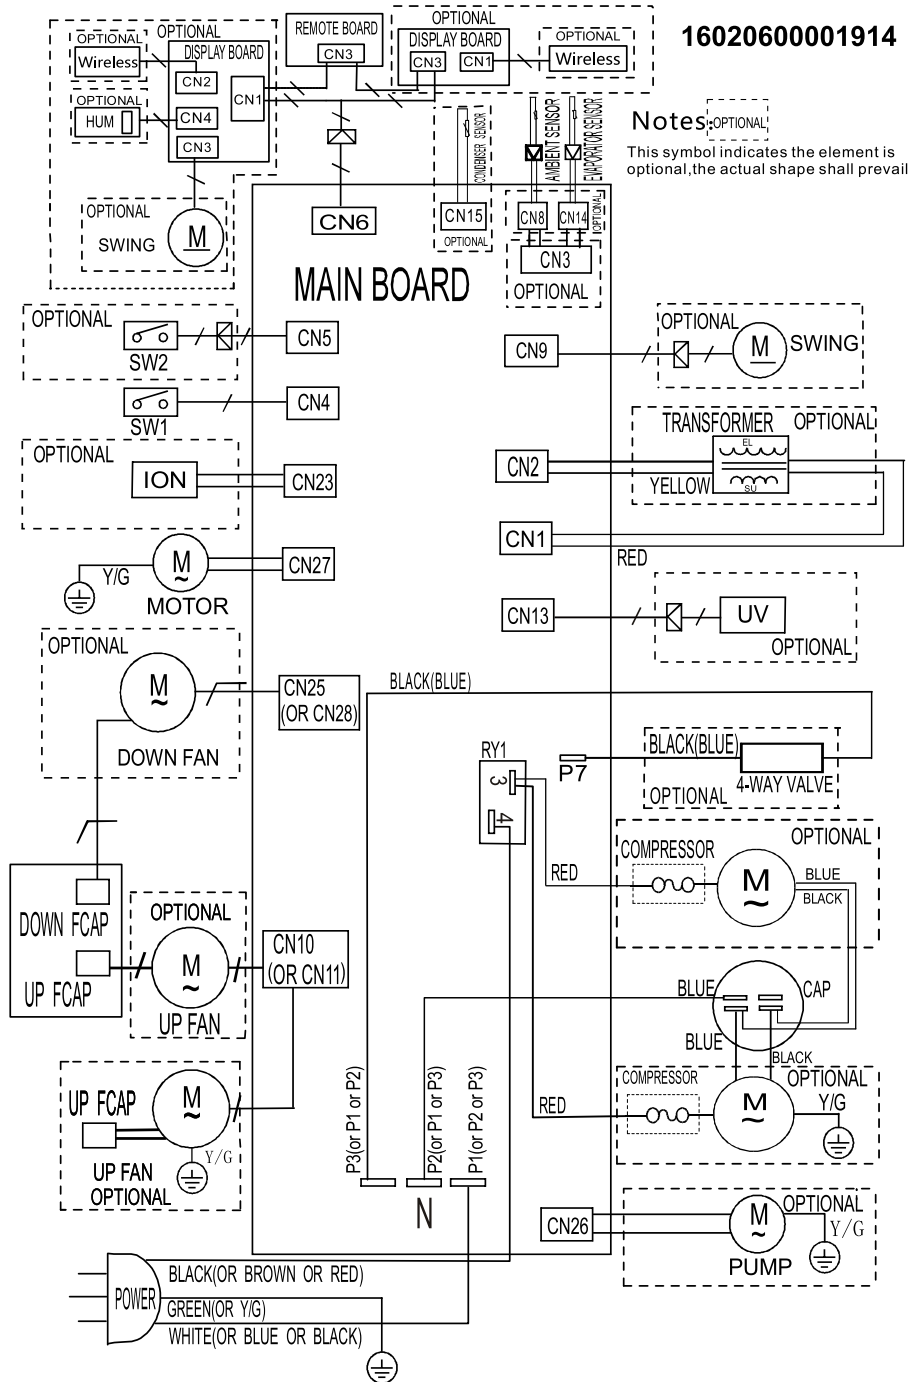 16020600001914
Notes:
OPTIONAL
This symbol indicates the element is
optional,the actual shape shall prevail
OPTIONAL
OPTIONAL
Wireless
DISPLAY BOARD
CN2
CN1
OPTIONAL
HUM
CN4
CN3
OPTIONAL
SWING
M
REMOTE BOARD
CN3
OPTIONAL
DISPLAY BOARD
CN3
CN1
OPTIONAL
Wireless
CN6
CONDENSER SENSOR
CN15
OPTIONAL
AMBIENT SENSOR
EVAPORATOR SENSOR
CN8
CN14
OPTIONAL
CN3
OPTIONAL
MAIN BOARD
OPTIONAL
SW2
CN5
SW1
CN4
OPTIONAL
ION
CN23
M
~
Y/G
MOTOR
CN27
OPTIONAL
M
~
DOWN FAN
CN25
(OR CN28)
DOWN FCAP
UP FCAP
OPTIONAL
M
~
UP FAN
CN10
(OR CN11)
UP FCAP
M
~
Y/G
UP FAN
OPTIONAL
CN9
OPTIONAL
M
SWING
CN2
TRANSFORMER
OPTIONAL
EL
YELLOW
SU
CN1
RED
CN13
UV
OPTIONAL
BLACK(BLUE)
RY1
3
4
P7
BLACK(BLUE)
4-WAY VALVE
OPTIONAL
RED
OPTIONAL
COMPRESSOR
M
~
BLUE
BLACK
BLUE
CAP
BLUE
BLACK
RED
COMPRESSOR
M
~
OPTIONAL
Y/G
P3(or P1 or P2)
P2(or P1 or P3)
P1(or P2 or P3)
N
CN26
M
~
PUMP
OPTIONAL
Y/G
POWER
BLACK(OR BROWN OR RED)
GREEN(OR Y/G)
WHITE(OR BLUE OR BLACK)